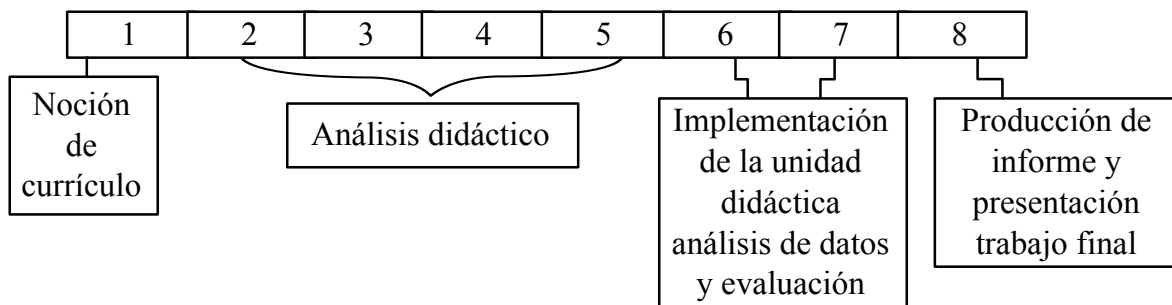 1 2 3 4 5 6 7 8
Noción
de
currículo
Análisis didáctico
Implementación
de la unidad
didáctica
análisis de datos
y evaluación
Producción de
informe y
presentación
trabajo final